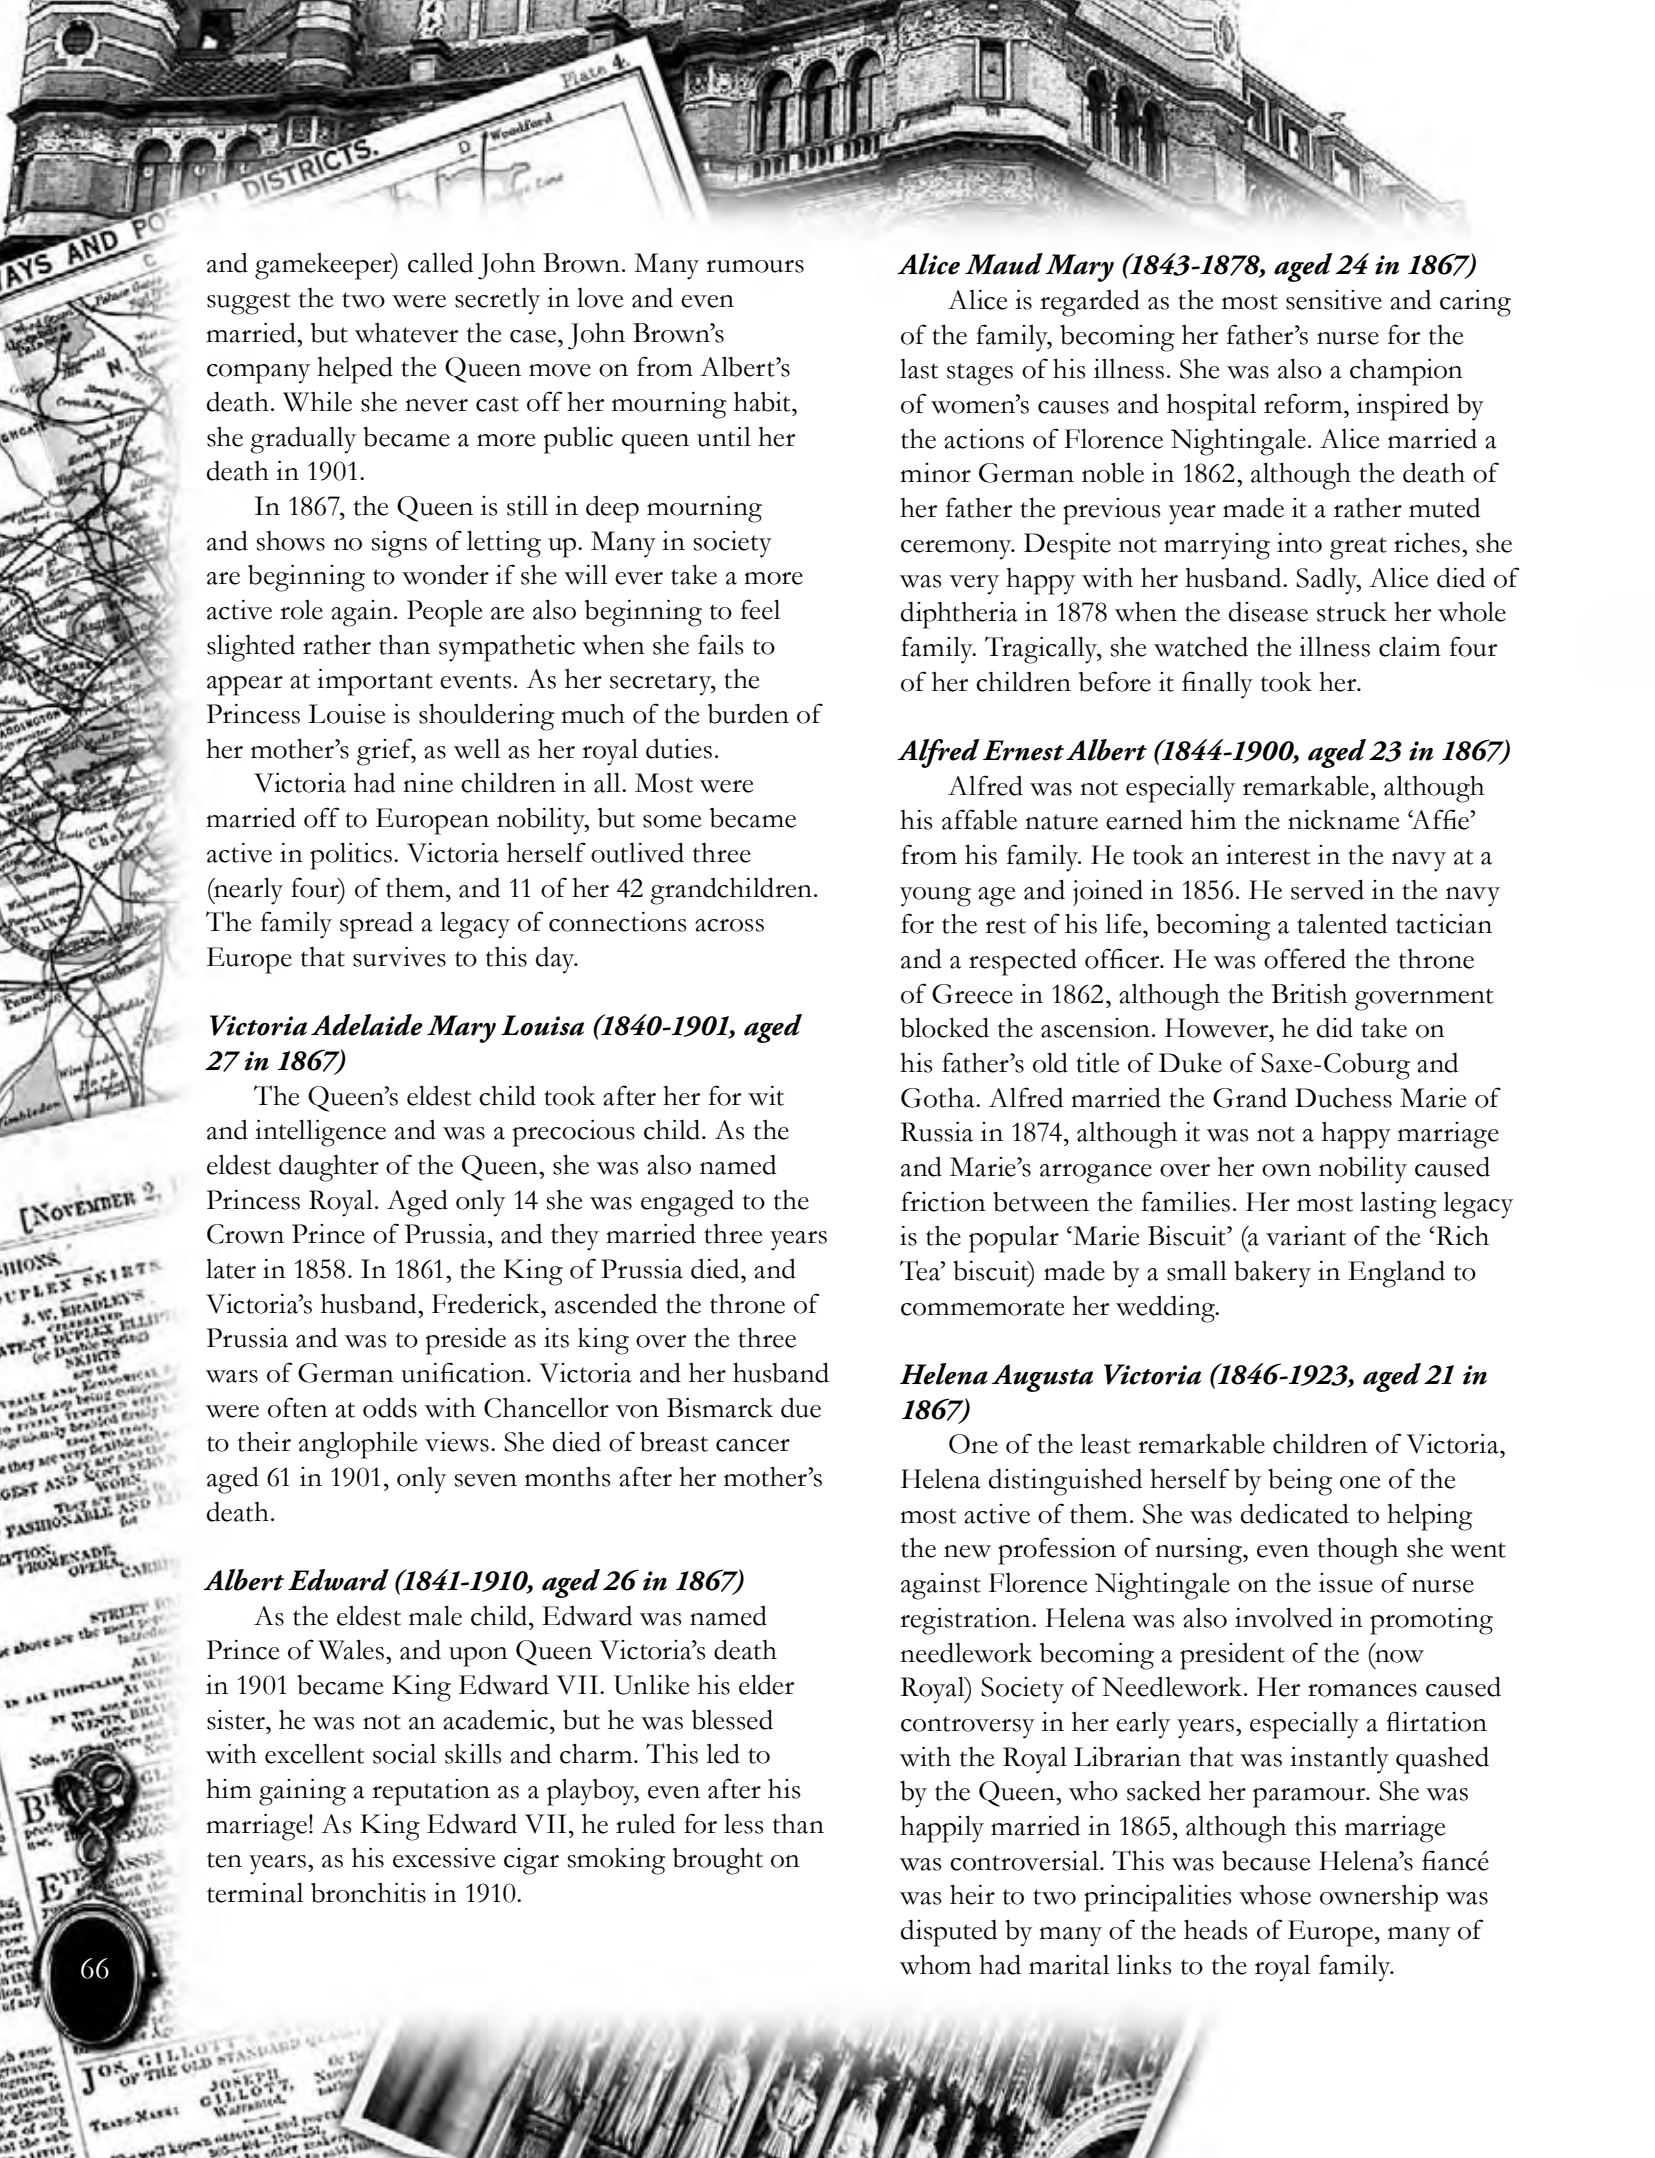 Plate 4.
DISTRICTS.
D
Woodford
AYS AND PO
C
N.
and gamekeeper) called John Brown. Many rumours
suggest the two were secretly in love and even
married, but whatever the case, John Brown's
company helped the Queen move on from Albert's
death. While she never cast off her mourning habit,
she gradually became a more public queen until her
death in 1901.
In 1867, the Queen is still in deep mourning
and shows no signs of letting up. Many in society
are beginning to wonder if she will ever take a more
active role again. People are also beginning to feel
slighted rather than sympathetic when she fails to
appear at important events. As her secretary, the
Princess Louise is shouldering much of the burden of
her mother's grief, as well as her royal duties.
Victoria had nine children in all. Most were
married off to European nobility, but some became
active in politics. Victoria herself outlived three
(nearly four) of them, and 11 of her 42 grandchildren.
The family spread a legacy of connections across
Europe that survives to this day.
Victoria Adelaide Mary Louisa (1840-1901, aged
27 in 1867)
The Queen's eldest child took after her for wit
and intelligence and was a precocious child. As the
eldest daughter of the Queen, she was also named
Princess Royal. Aged only 14 she was engaged to the
Crown Prince of Prussia, and they married three years
later in 1858. In 1861, the King of Prussia died, and
Victoria's husband, Frederick, ascended the throne of
Prussia and was to preside as its king over the three
wars of German unification. Victoria and her husband
were often at odds with Chancellor von Bismarck due
to their anglophile views. She died of breast cancer
aged 61 in 1901, only seven months after her mother's
death.
Albert Edward (1841-1910, aged 26 in 1867)
As the eldest male child, Edward was named
Prince of Wales, and upon Queen Victoria's death
in 1901 became King Edward VII. Unlike his elder
sister, he was not an academic, but he was blessed
with excellent social skills and charm. This led to
him gaining a reputation as a playboy, even after his
marriage! As King Edward VII, he ruled for less than
ten years, as his excessive cigar smoking brought on
terminal bronchitis in 1910.
Alice Maud Mary (1843-1878, aged 24 in 1867)
Alice is regarded as the most sensitive and caring
of the family, becoming her father's nurse for the
last stages of his illness. She was also a champion
of women's causes and hospital reform, inspired by
the actions of Florence Nightingale. Alice married a
minor German noble in 1862, although the death of
her father the previous year made it a rather muted
ceremony. Despite not marrying into great riches, she
was very happy with her husband. Sadly, Alice died of
diphtheria in 1878 when the disease struck her whole
family. Tragically, she watched the illness claim four
of her children before it finally took her.
Alfred Ernest Albert (1844-1900, aged 23 in 1867)
Alfred was not especially remarkable, although
his affable nature earned him the nickname 'Affie'
from his family. He took an interest in the navy at a
young age and joined in 1856. He served in the navy
for the rest of his life, becoming a talented tactician
and a respected officer. He was offered the throne
of Greece in 1862, although the British government
blocked the ascension. However, he did take on
his father's old title of Duke of Saxe-Coburg and
Gotha. Alfred married the Grand Duchess Marie of
Russia in 1874, although it was not a happy marriage
and Marie's arrogance over her own nobility caused
friction between the families. Her most lasting legacy
is the popular 'Marie Biscuit' (a variant of the 'Rich
Tea' biscuit) made by a small bakery in England to
commemorate her wedding.
Helena Augusta Victoria (1846-1923, aged 21 in
1867)
One of the least remarkable children of Victoria,
Helena distinguished herself by being one of the
most active of them. She was dedicated to helping
the new profession of nursing, even though she went
against Florence Nightingale on the issue of nurse
registration. Helena was also involved in promoting
needlework becoming a president of the (now
Royal) Society of Needlework. Her romances caused
controversy in her early years, especially a flirtation
with the Royal Librarian that was instantly quashed
by the Queen, who sacked her paramour. She was
happily married in 1865, although this marriage
was controversial. This was because Helena's fiancé
was heir to two principalities whose ownership was
disputed by many of the heads of Europe, many of
whom had marital links to the royal family.
[NOVEMBER 2,
DUPLEX SKIRTS
J. W. BRADLEY'S
SKIRTS
FASHIONABLE AND
PROMENADE,
OPERA,
66
JOS. GILLOTT
OF THE OLD STANDARD
JOSEPH
GILLOTT,
Warranted.
TRADE-MARK: